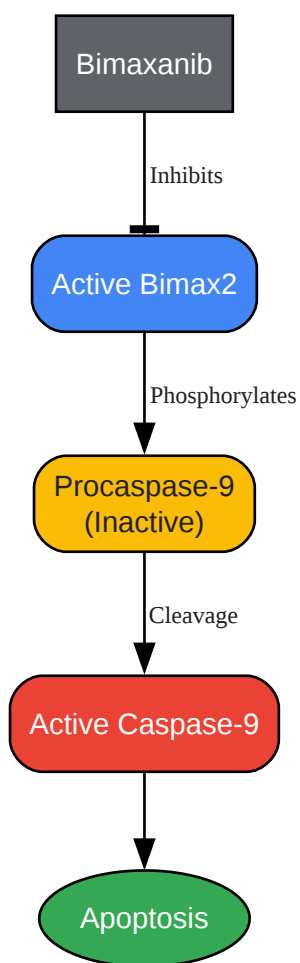 Bimaxanib
Inhibits
Active Bimax2
Phosphorylates
Procaspase-9
(Inactive)
Cleavage
Active Caspase-9
Apoptosis